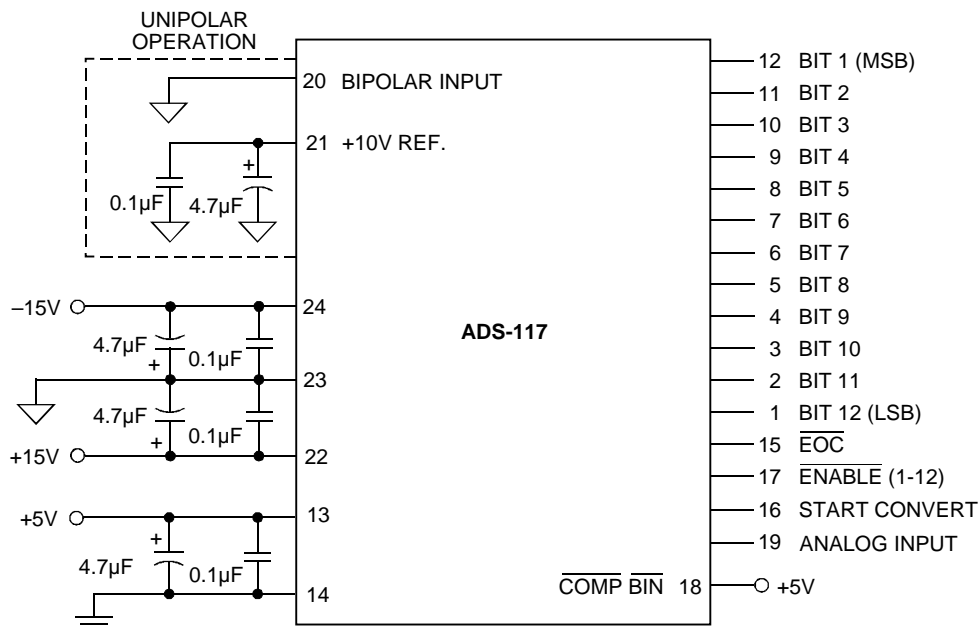 UNIPOLAR
OPERATION
20 BIPOLAR INPUT
21 +10V REF.
+
0.1µF
4.7µF
–15V
24
4.7µF
0.1µF
+
23
4.7µF
0.1µF
+
+15V
22
+5V
13
+
4.7µF
0.1µF
14
ADS-117
12 BIT 1 (MSB)
11 BIT 2
10 BIT 3
9 BIT 4
8 BIT 5
7 BIT 6
6 BIT 7
5 BIT 8
4 BIT 9
3 BIT 10
2 BIT 11
1 BIT 12 (LSB)
15 EOC
17 ENABLE (1-12)
16 START CONVERT
19 ANALOG INPUT
COMP BIN 18 +5V